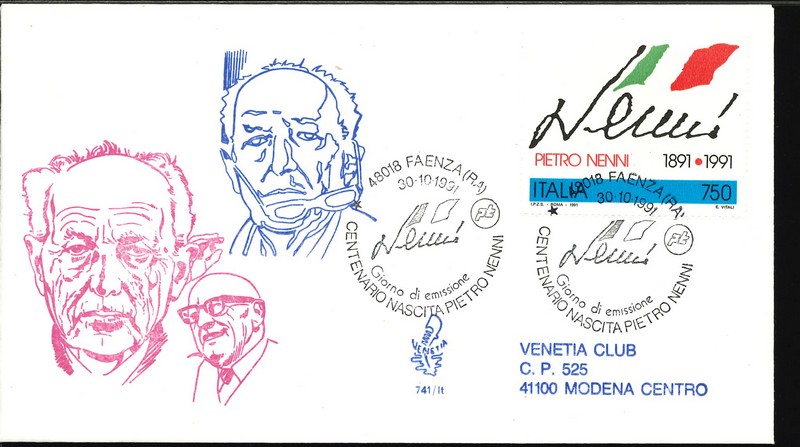 Nenni
PIETRO NENNI 1891 • 1991
ITALIA 750
I.P.Z.S. - ROMA - 1991 E. VITALI
48018 FAENZA (RA)
30-10-1991
Nenni
Pt
Giorno di emissione
CENTENARIO NASCITA PIETRO NENNI
48018 FAENZA (RA)
30-10-1991
Nenni
Pt
Giorno di emissione
CENTENARIO NASCITA PIETRO NENNI
VENETIA
741/It
VENETIA CLUB
C. P. 525
41100 MODENA CENTRO